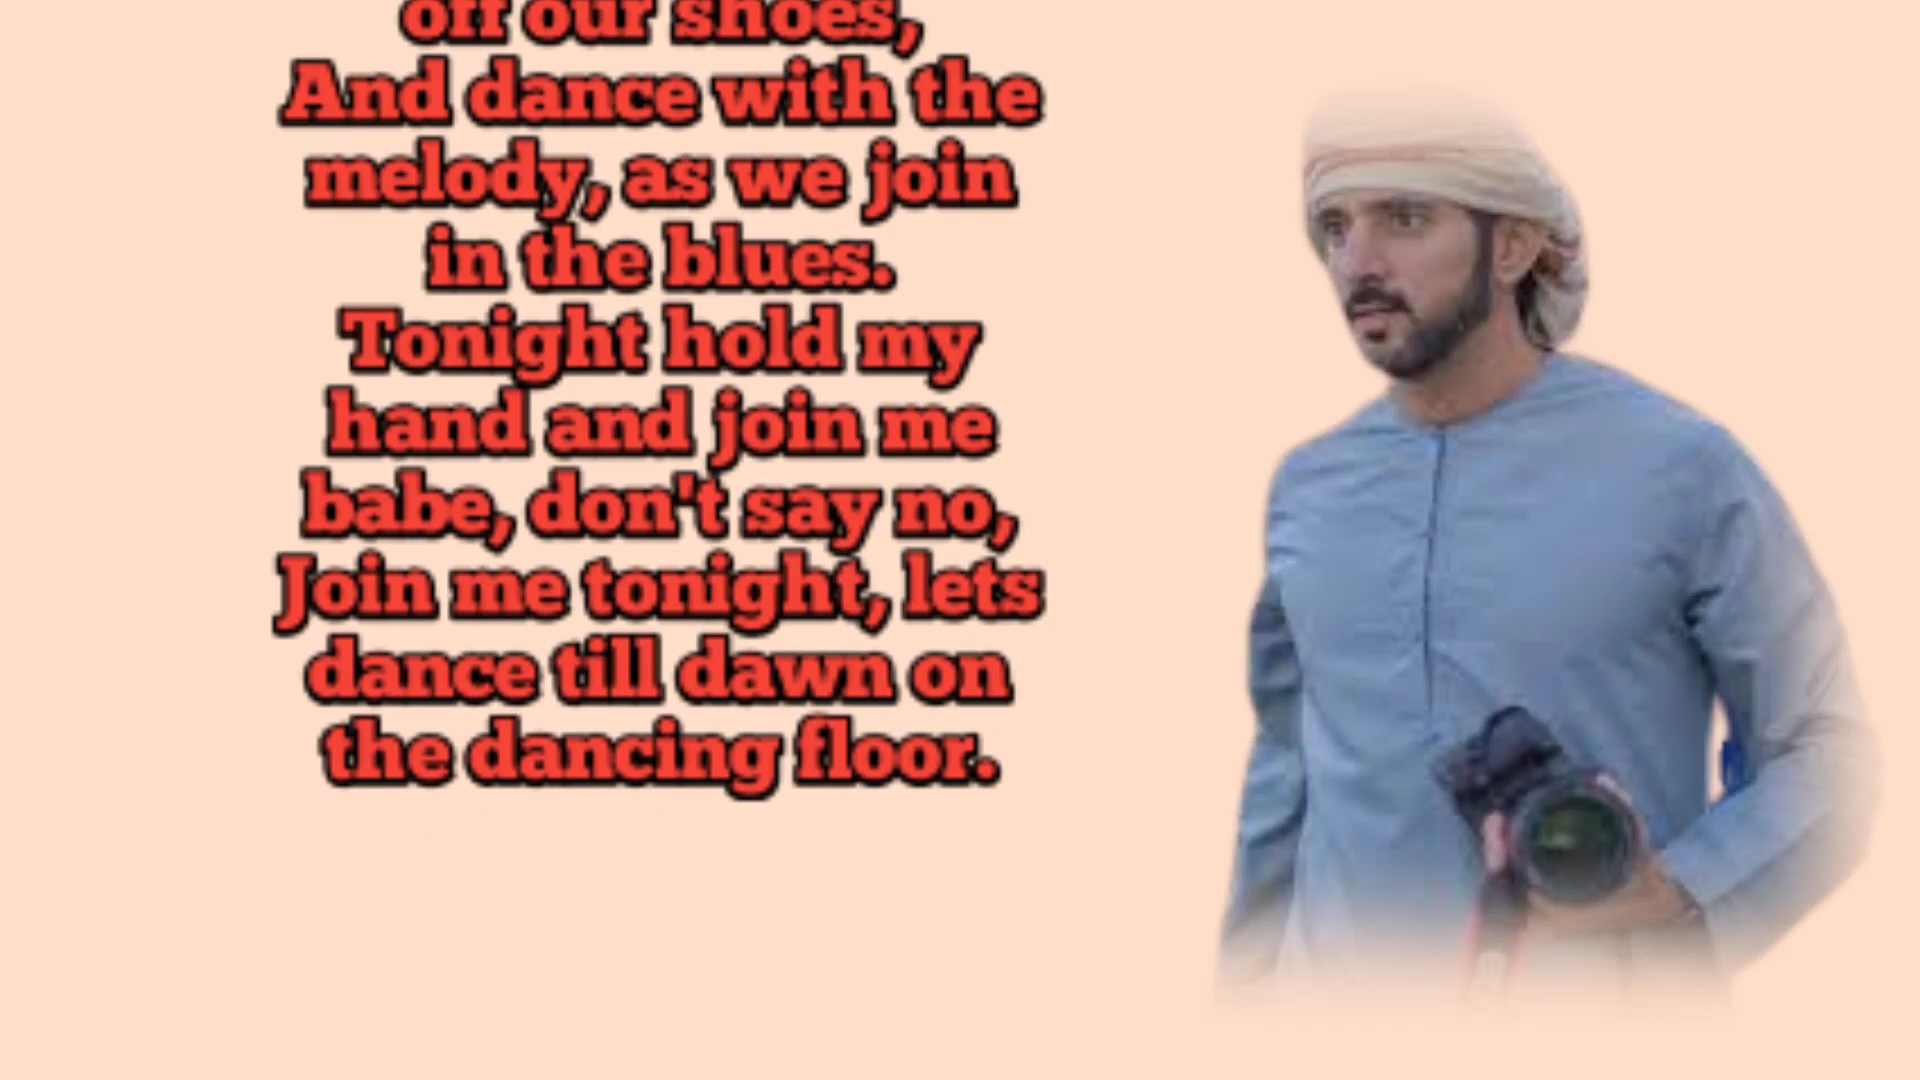 off our shoes,
And dance with the
melody, as we join
in the blues.
Tonight hold my
hand and join me
babe, don't say no,
Join me tonight, lets
dance till dawn on
the dancing floor.